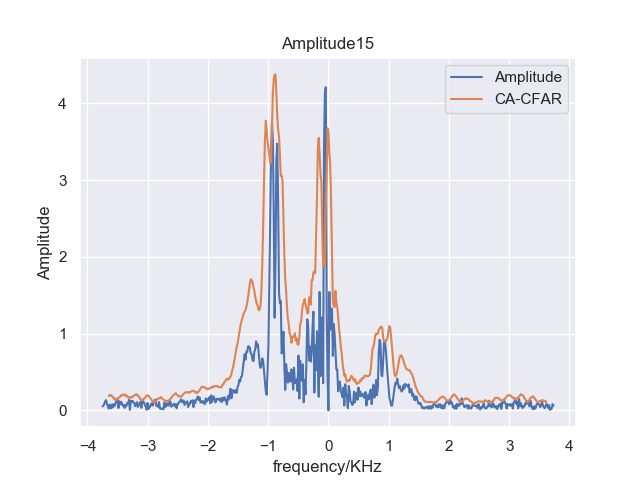 Amplitude15
Amplitude
CA-CFAR
Amplitude
4
3
2
1
0
−4 −3 −2 −1 0 1 2 3 4
frequency/KHz